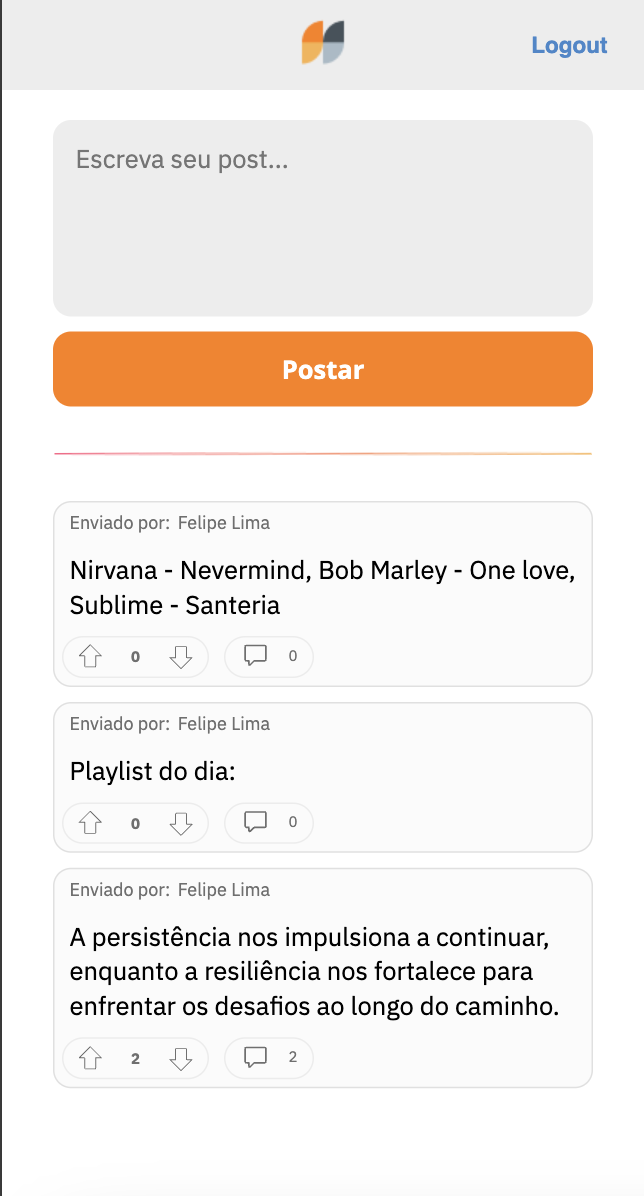 Logout
Escreva seu post...
Postar
Enviado por: Felipe Lima
Nirvana - Nevermind, Bob Marley - One love,
Sublime - Santeria
0 0
Enviado por: Felipe Lima
Playlist do dia:
0 0
Enviado por: Felipe Lima
A persistência nos impulsiona a continuar,
enquanto a resiliência nos fortalece para
enfrentar os desafios ao longo do caminho.
2 2